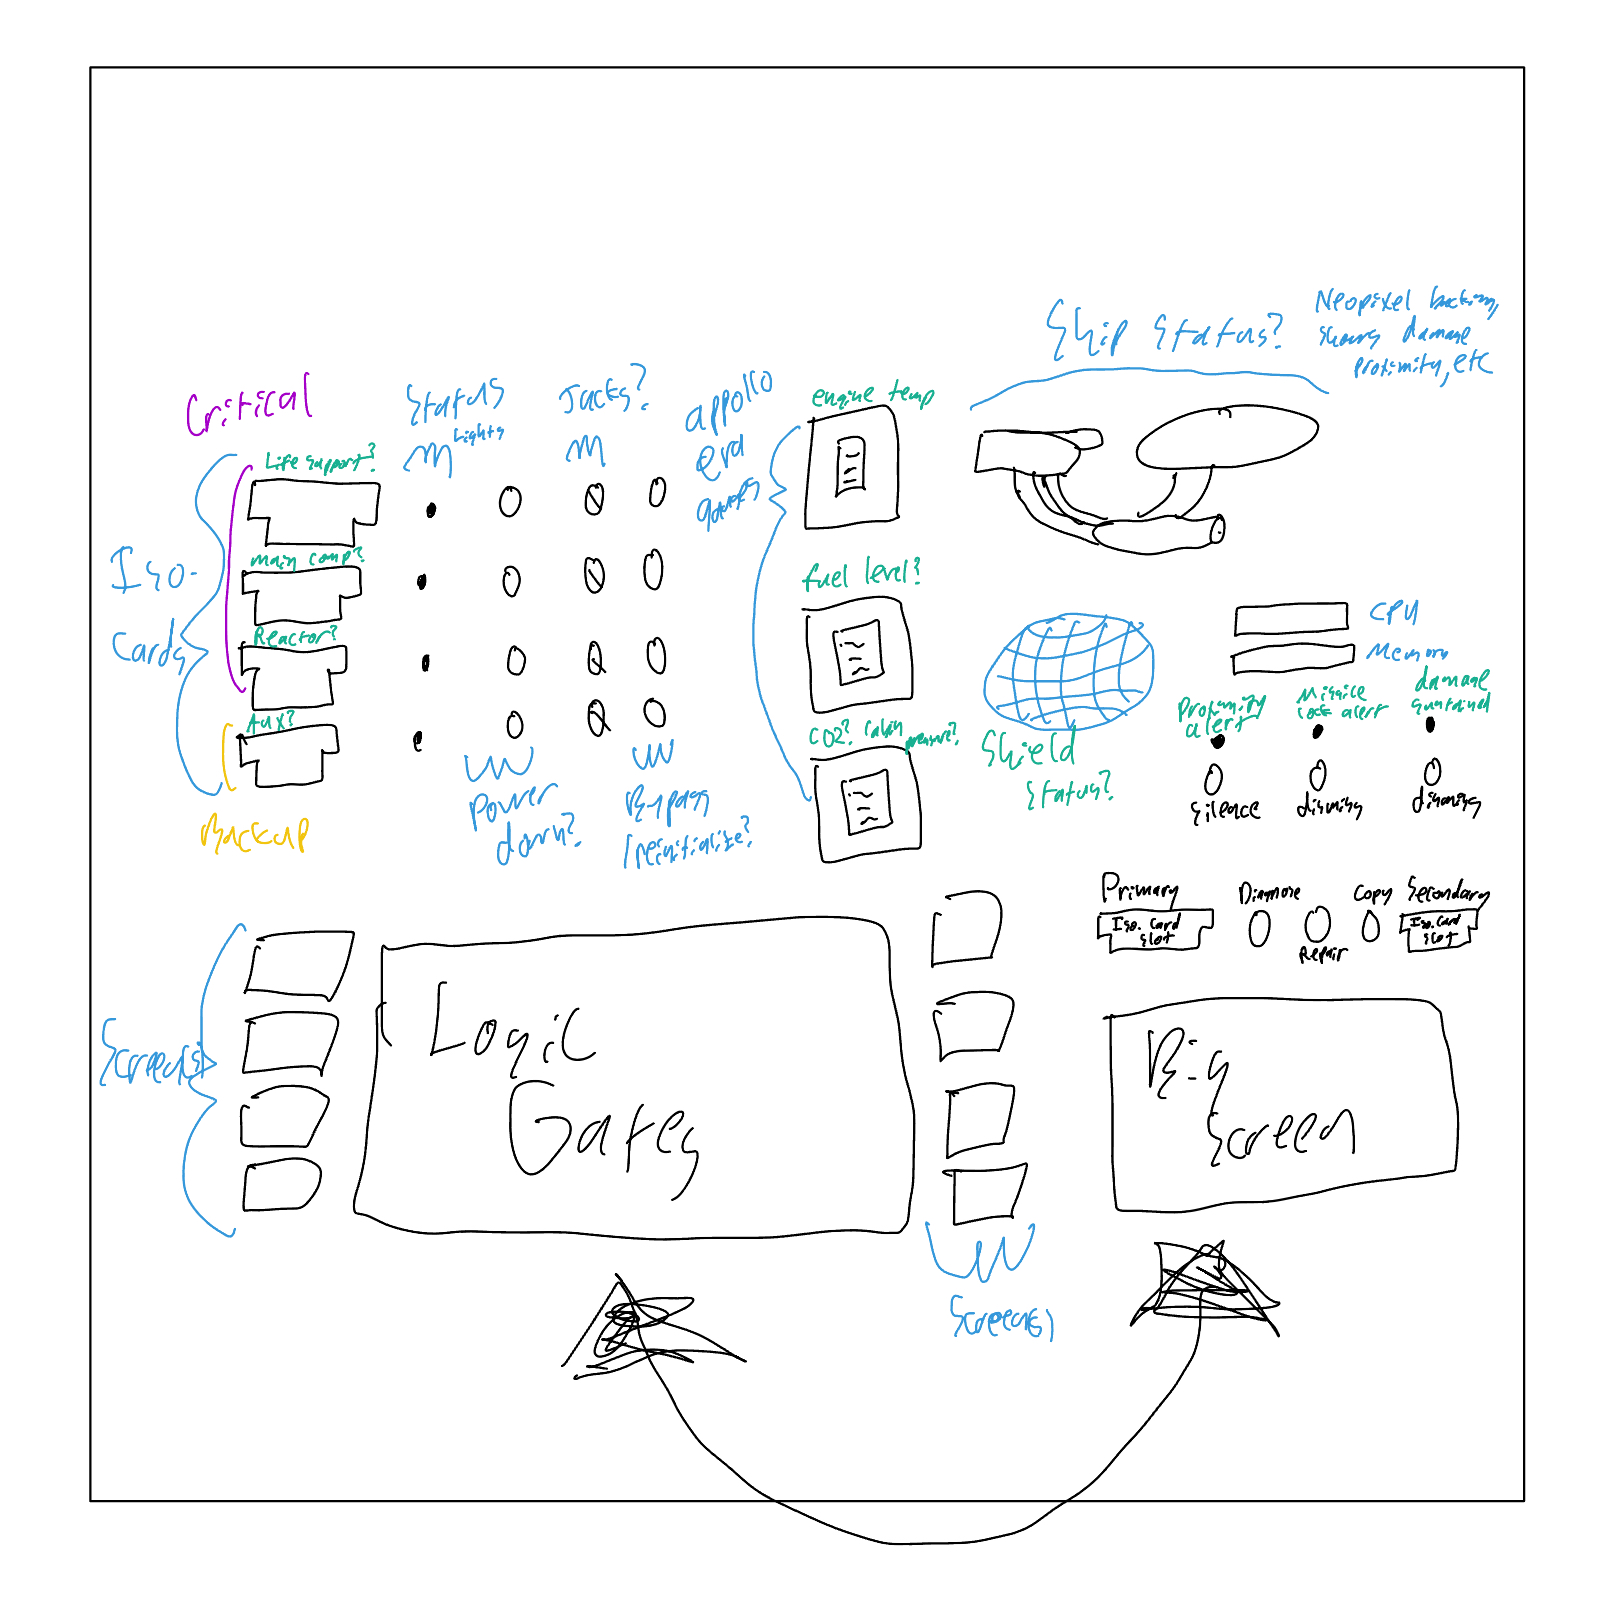 Ship status?
Neopixel backing,
shows damage
proximity, etc
Critical
Status
Lights
Jacks?
appollo
era
gauges
engine temp
Life support?
Iso-
cards
main comp?
Reactor?
Aux?
Backup
Power
down?
Bypass
/reinitialize?
fuel level?
CO2? Cabin
pressure?
Shield
status?
CPU
Memory
Proximity
alert
Missile
lock alert
damage
sustained
silence
dismiss
dismiss
Primary
Iso. Card
slot
Diagnose
Repair
Copy
Secondary
Iso. Card
slot
Screen(s)
Logic
Gates
Big
Screen
Screen(s)